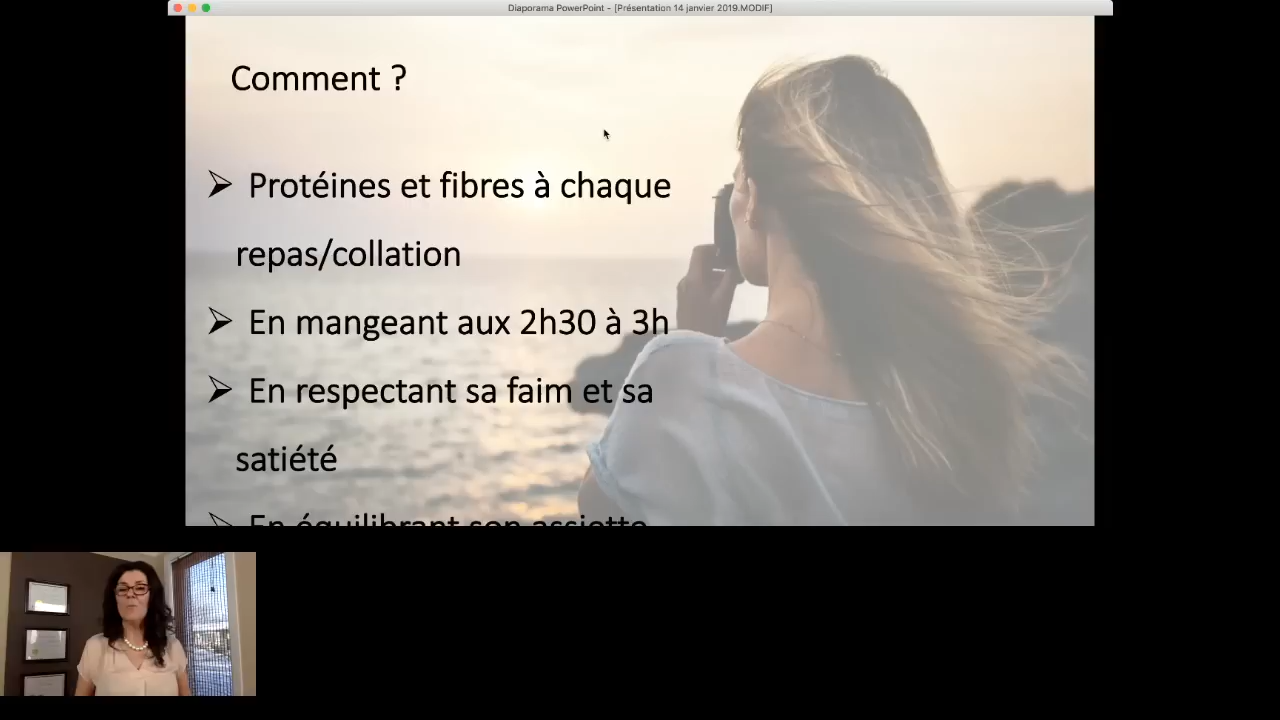 Diaporama PowerPoint - [Présentation 14 janvier 2019.MODIF]
Comment ?
➢ Protéines et fibres à chaque
repas/collation
➢ En mangeant aux 2h30 à 3h
➢ En respectant sa faim et sa
satiété
➢ En équilibrant son assiette